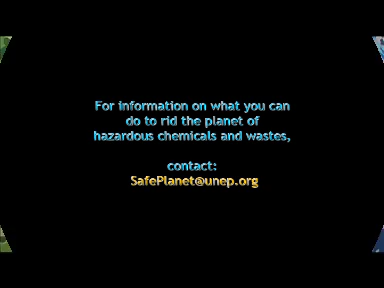 For information on what you can
do to rid the planet of
hazardous chemicals and wastes,
contact:
SafePlanet@unep.org